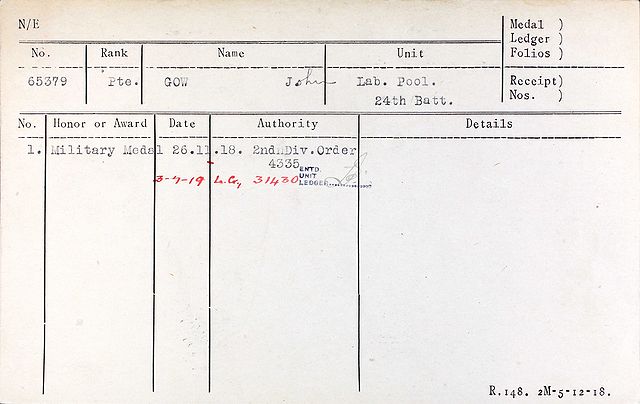 N/E
Medal )
Ledger )
Folios )
No. Rank Name Unit
65379 Pte. GOW John Lab. Pool. Receipt)
24th Batt. Nos. )
No. Honor or Award Date Authority Details
1. Military Medal 26.11.18. 2nd Div. Order
4335
3-7-19 L.G, 31430 ENTD. UNIT LEDGER
R.148. 2M-5-12-18.